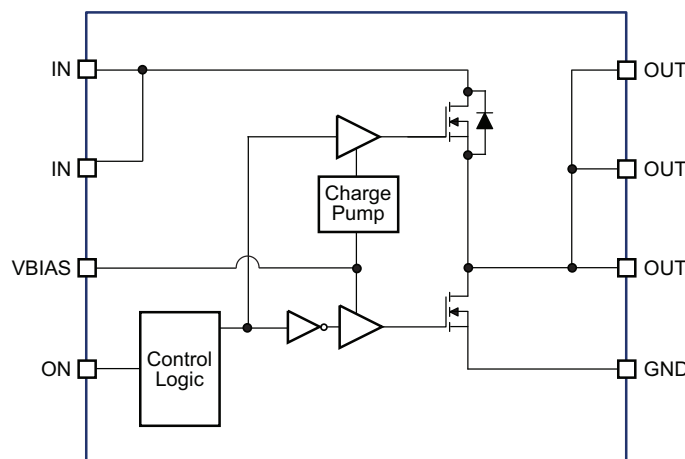 IN
OUT
IN
OUT
Charge
Pump
VBIAS
OUT
Control
Logic
ON
GND